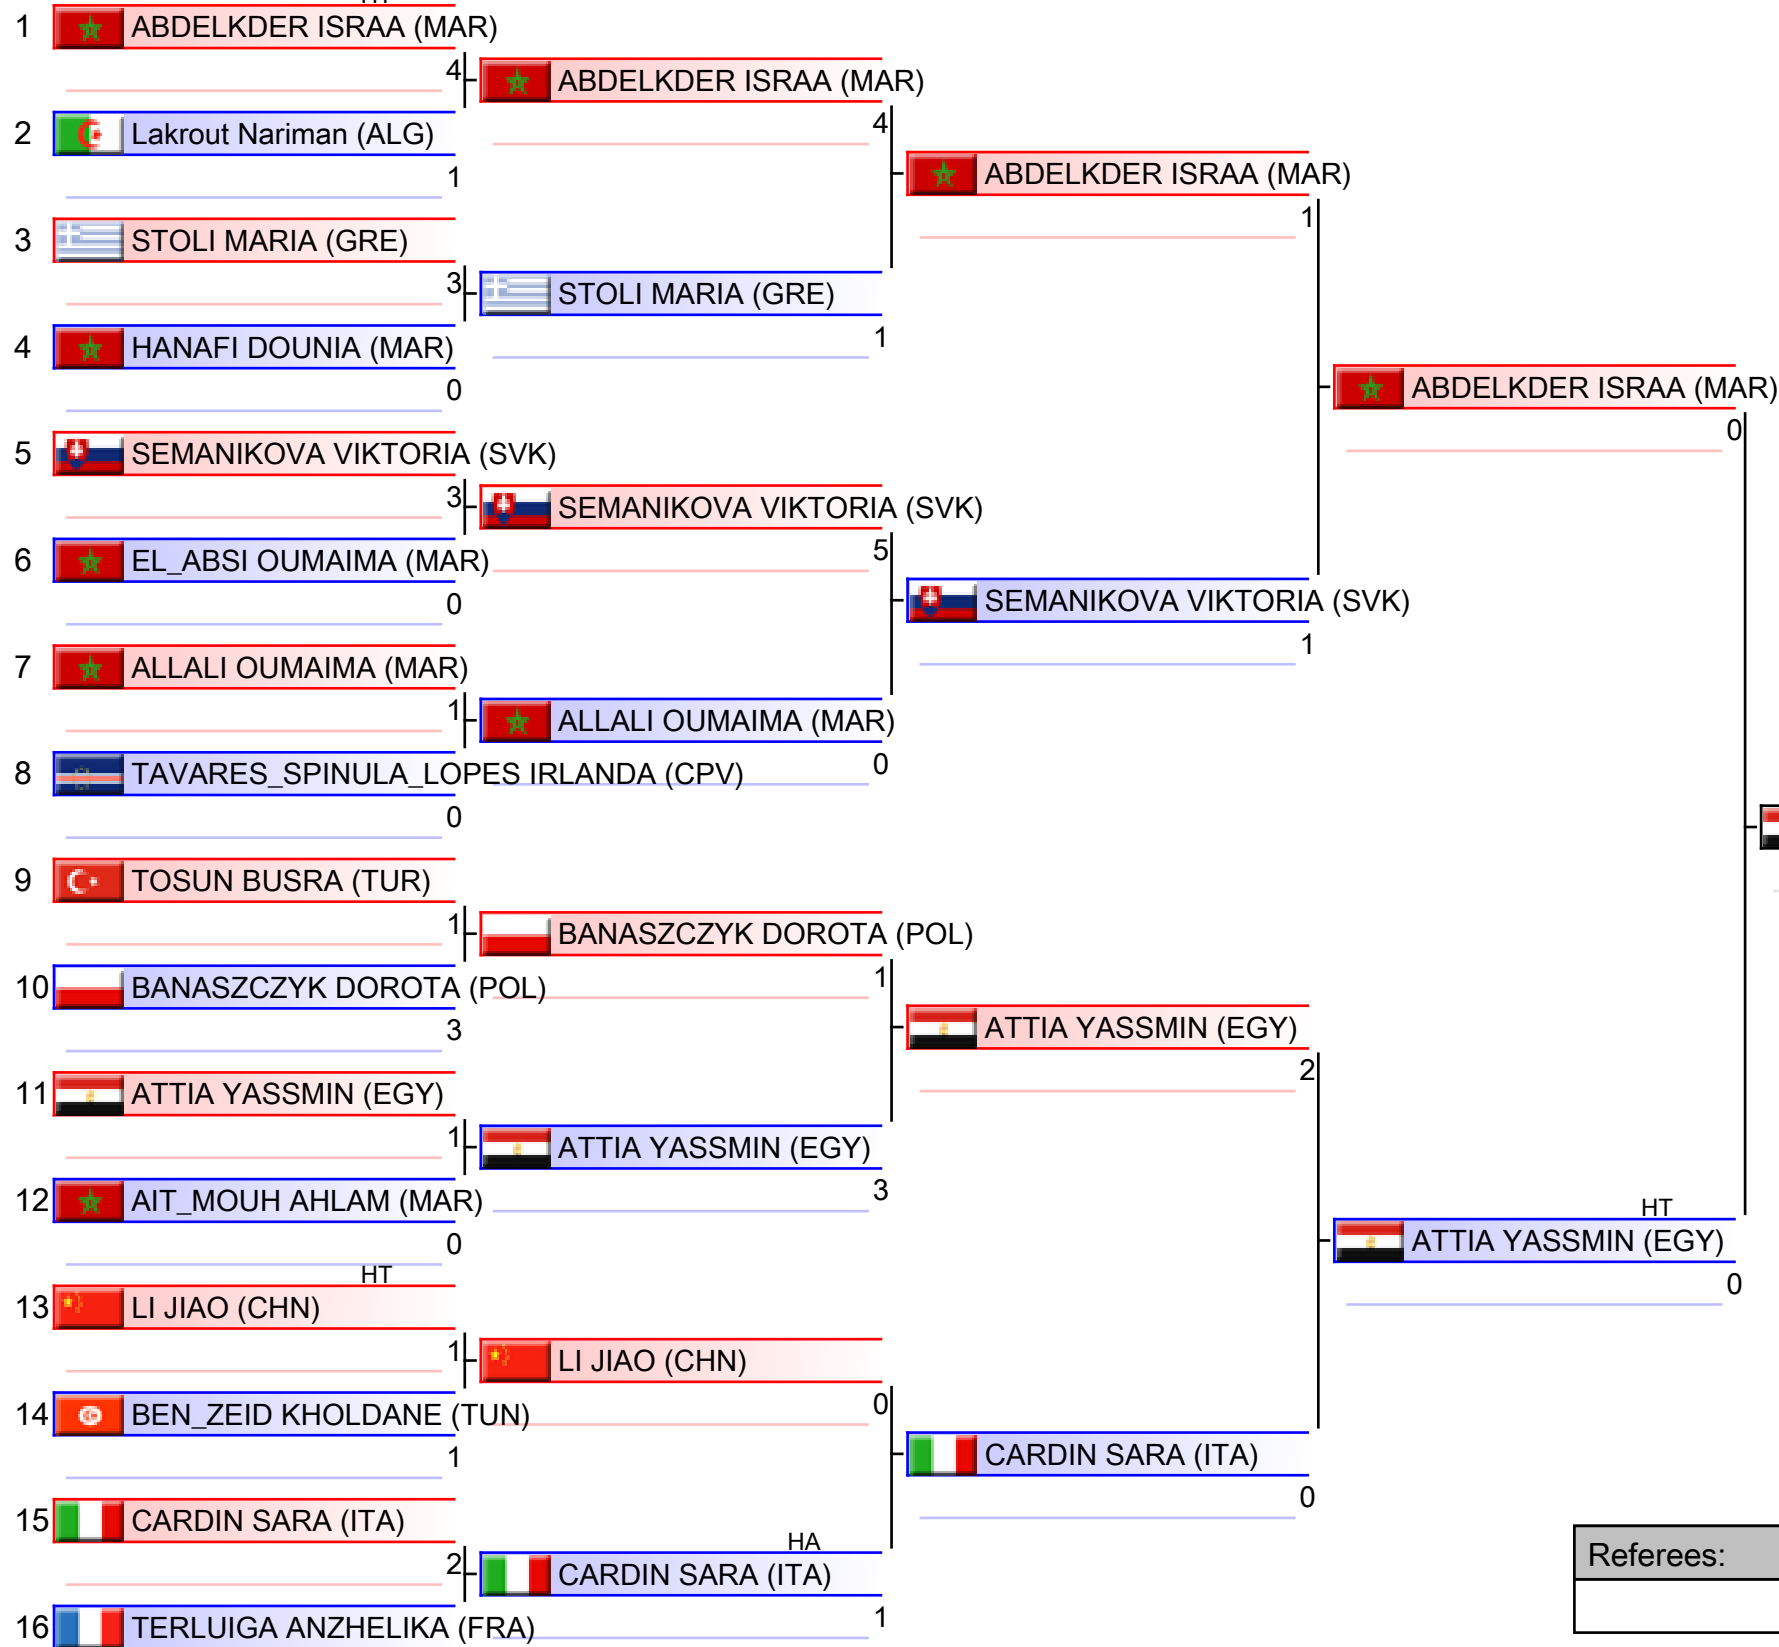 1 ABDELKDER ISRAA (MAR)
4 ABDELKDER ISRAA (MAR)
2 Lakrout Nariman (ALG)
4
1
ABDELKDER ISRAA (MAR)
3 STOLI MARIA (GRE)
1
3 STOLI MARIA (GRE)
4 HANAFI DOUNIA (MAR)
1
0
ABDELKDER ISRAA (MAR)
0
5 SEMANIKOVA VIKTORIA (SVK)
3 SEMANIKOVA VIKTORIA (SVK)
6 EL_ABSI OUMAIMA (MAR)
5
0
SEMANIKOVA VIKTORIA (SVK)
1
7 ALLALI OUMAIMA (MAR)
1 ALLALI OUMAIMA (MAR)
8 TAVARES_SPINULA_LOPES IRLANDA (CPV)
0
0
9 TOSUN BUSRA (TUR)
1 BANASZCZYK DOROTA (POL)
10 BANASZCZYK DOROTA (POL)
1
3
ATTIA YASSMIN (EGY)
2
11 ATTIA YASSMIN (EGY)
1 ATTIA YASSMIN (EGY)
12 AIT_MOUH AHLAM (MAR)
3
0
HT
ATTIA YASSMIN (EGY)
0
HT
13 LI JIAO (CHN)
1 LI JIAO (CHN)
14 BEN_ZEID KHOLDANE (TUN)
0
1
CARDIN SARA (ITA)
0
15 CARDIN SARA (ITA)
HA
2 CARDIN SARA (ITA)
16 TERLUIGA ANZHELIKA (FRA)
1
Referees: